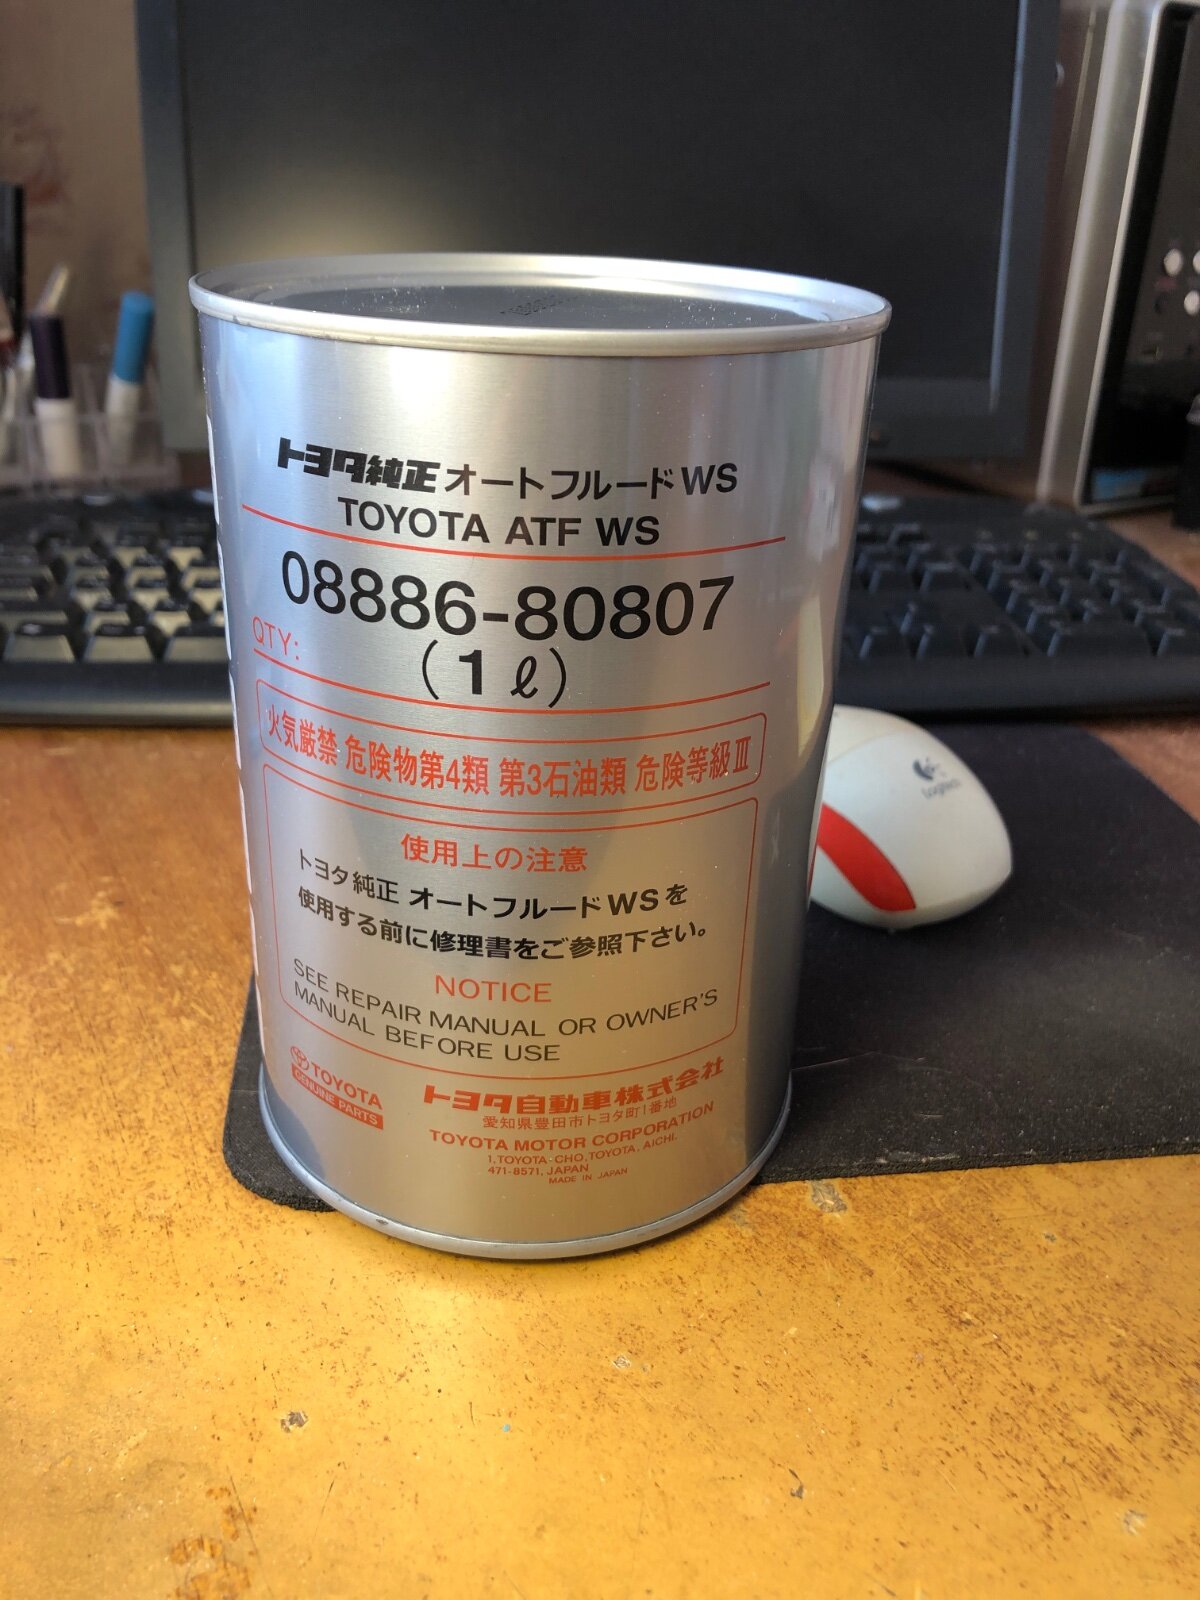 トヨタ純正 オートフルード WS
TOYOTA ATF WS
08886-80807
QTY:
(1ℓ)
火気厳禁 危険物第4類 第3石油類 危険等級Ⅲ
使用上の注意
トヨタ純正 オートフルードWSを
使用する前に修理書をご参照下さい。
NOTICE
SEE REPAIR MANUAL OR OWNER'S
MANUAL BEFORE USE
TOYOTA
GENUINE PARTS
トヨタ自動車株式会社
愛知県豊田市トヨタ町1番地
TOYOTA MOTOR CORPORATION
1, TOYOTA-CHO, TOYOTA, AICHI,
471-8571, JAPAN
MADE IN JAPAN
Logitech